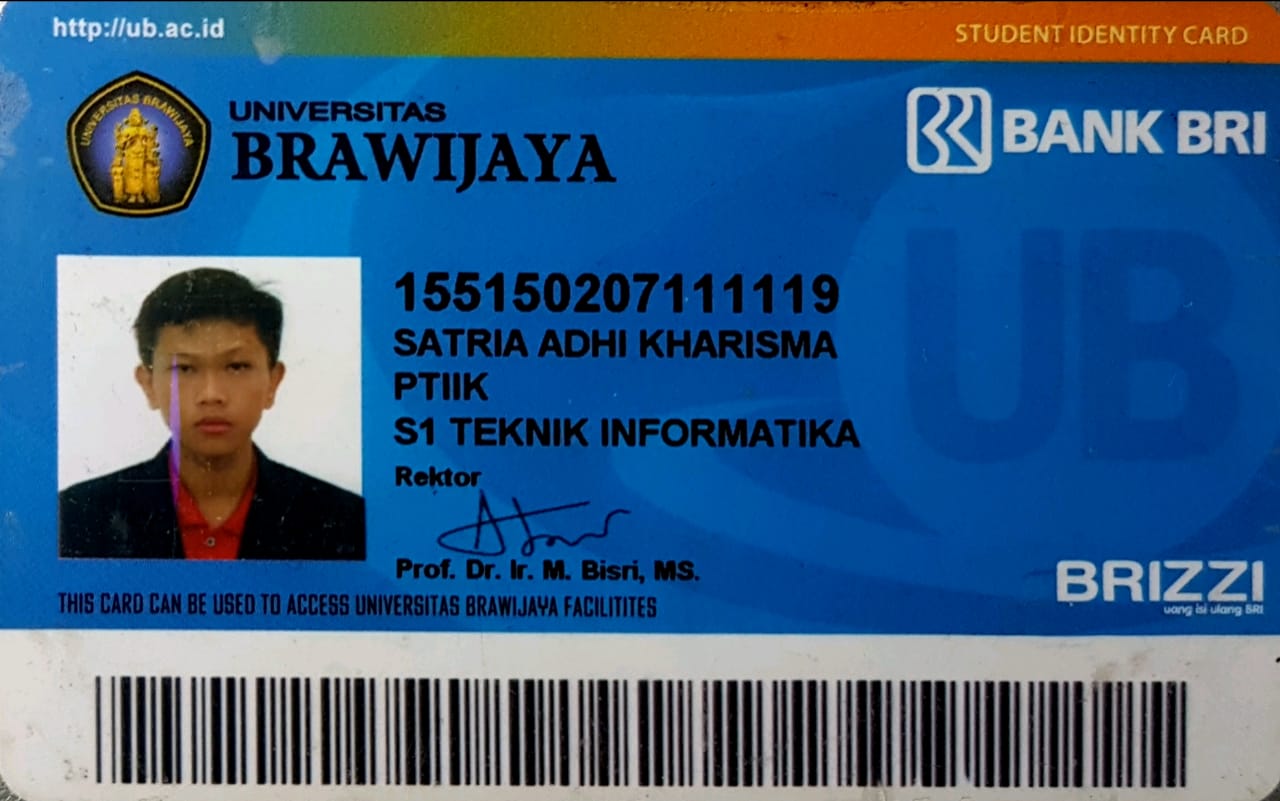 http://ub.ac.id
STUDENT IDENTITY CARD
UNIVERSITAS BRAWIJAYA
UNIVERSITAS
BRAWIJAYA
BANK BRI
UB
155150207111119
SATRIA ADHI KHARISMA
PTIIK
S1 TEKNIK INFORMATIKA
Rektor
Prof. Dr. Ir. M. Bisri, MS.
BRIZZI
uang isi ulang BRI
THIS CARD CAN BE USED TO ACCESS UNIVERSITAS BRAWIJAYA FACILITITES